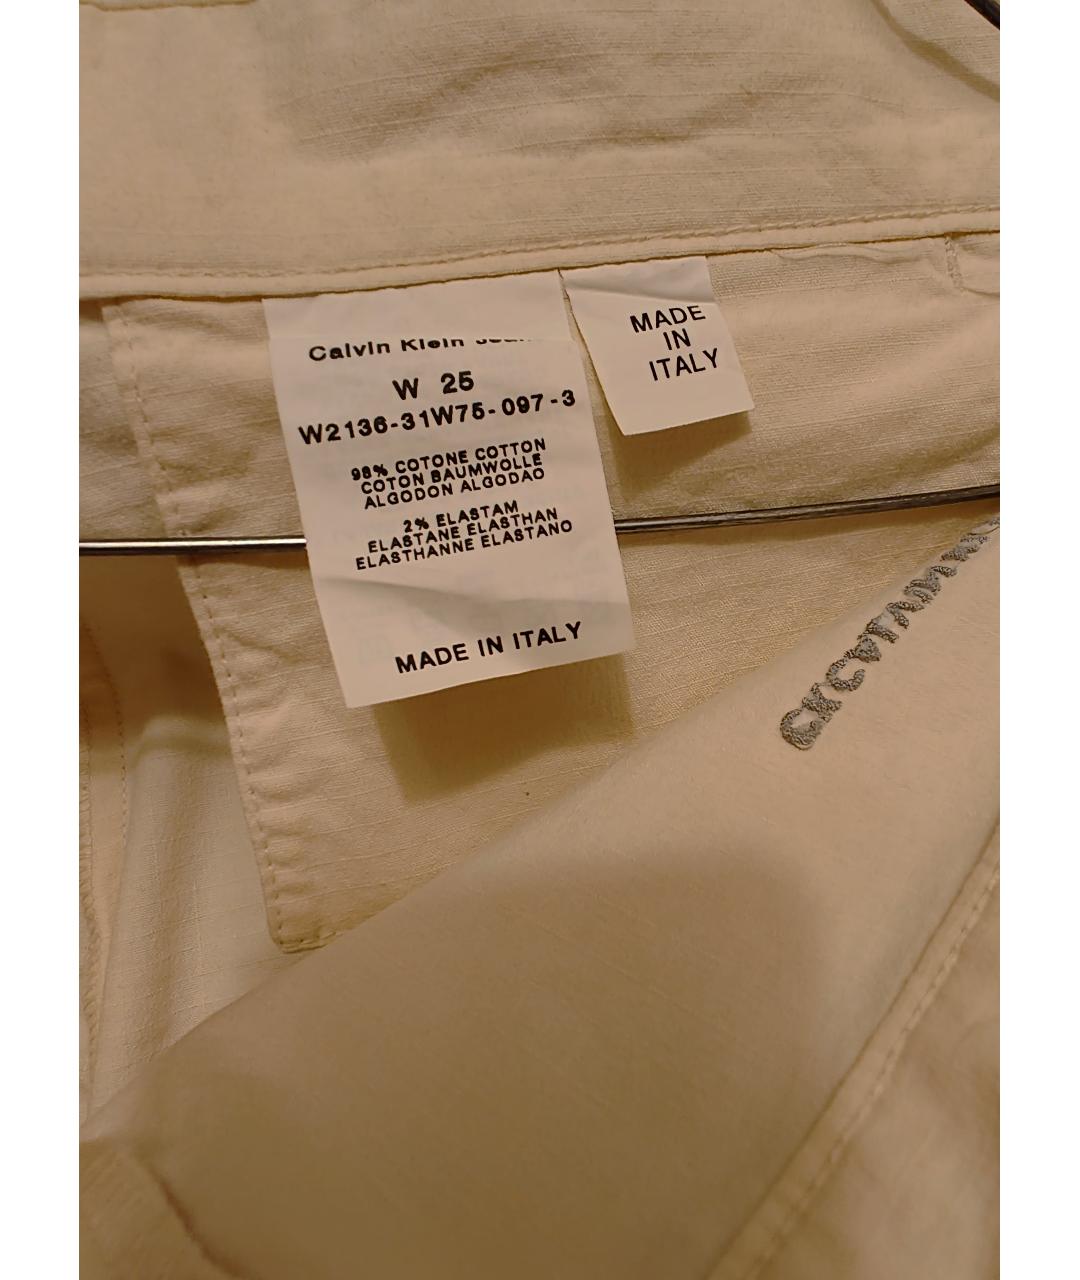 Calvin Klein
W 25
W2136-31W75-097-3
98% COTONE COTTON
COTON BAUMWOLLE
ALGODON ALGODAO
2% ELASTAM
ELASTANE ELASTHAN
ELASTHANNE ELASTANO
MADE IN ITALY
MADE
IN
ITALY